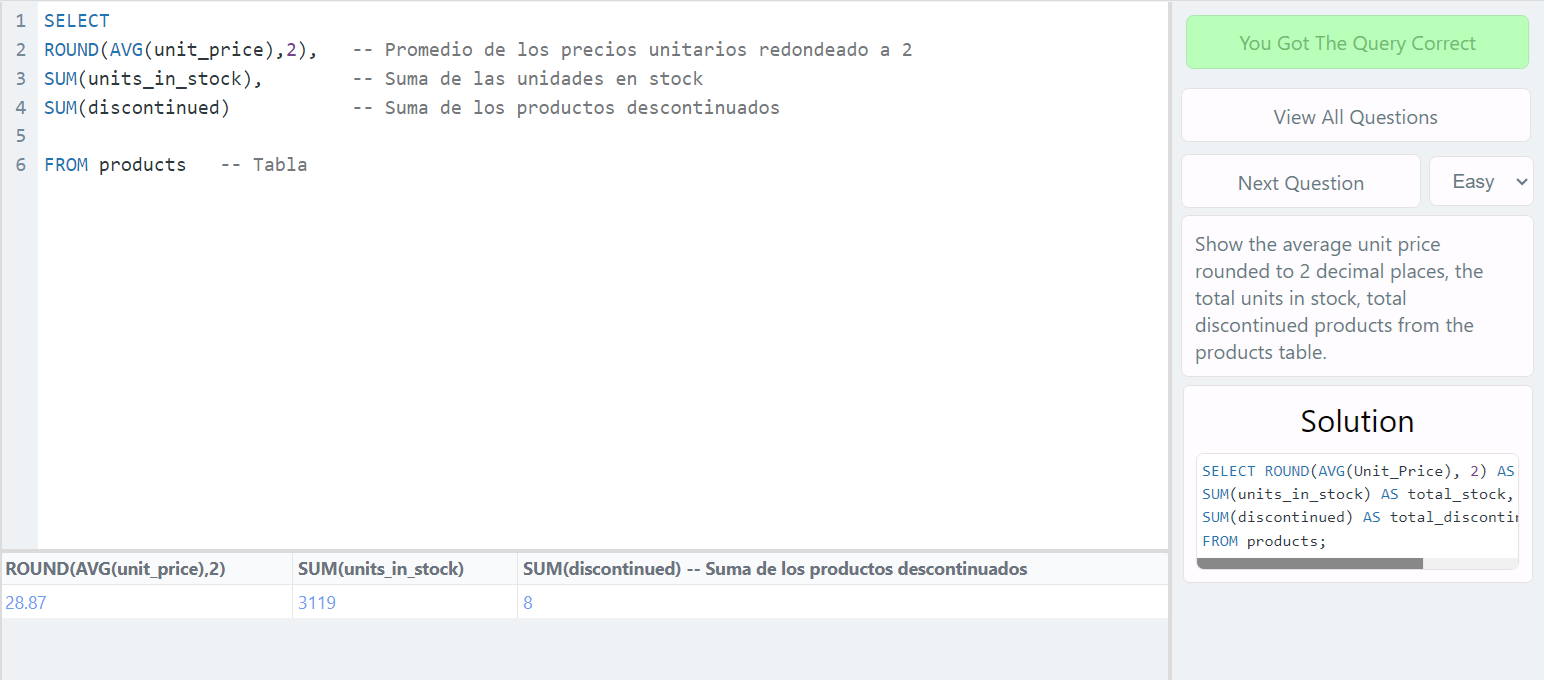 1 SELECT
2 ROUND(AVG(unit_price),2),   -- Promedio de los precios unitarios redondeado a 2
3 SUM(units_in_stock),        -- Suma de las unidades en stock
4 SUM(discontinued)           -- Suma de los productos descontinuados
5
6 FROM products   -- Tabla
ROUND(AVG(unit_price),2) SUM(units_in_stock) SUM(discontinued) -- Suma de los productos descontinuados
28.87 3119 8
You Got The Query Correct
View All Questions
Next Question Easy
Show the average unit price
rounded to 2 decimal places, the
total units in stock, total
discontinued products from the
products table.
Solution
SELECT ROUND(AVG(Unit_Price), 2) AS
SUM(units_in_stock) AS total_stock,
SUM(discontinued) AS total_discontin
FROM products;